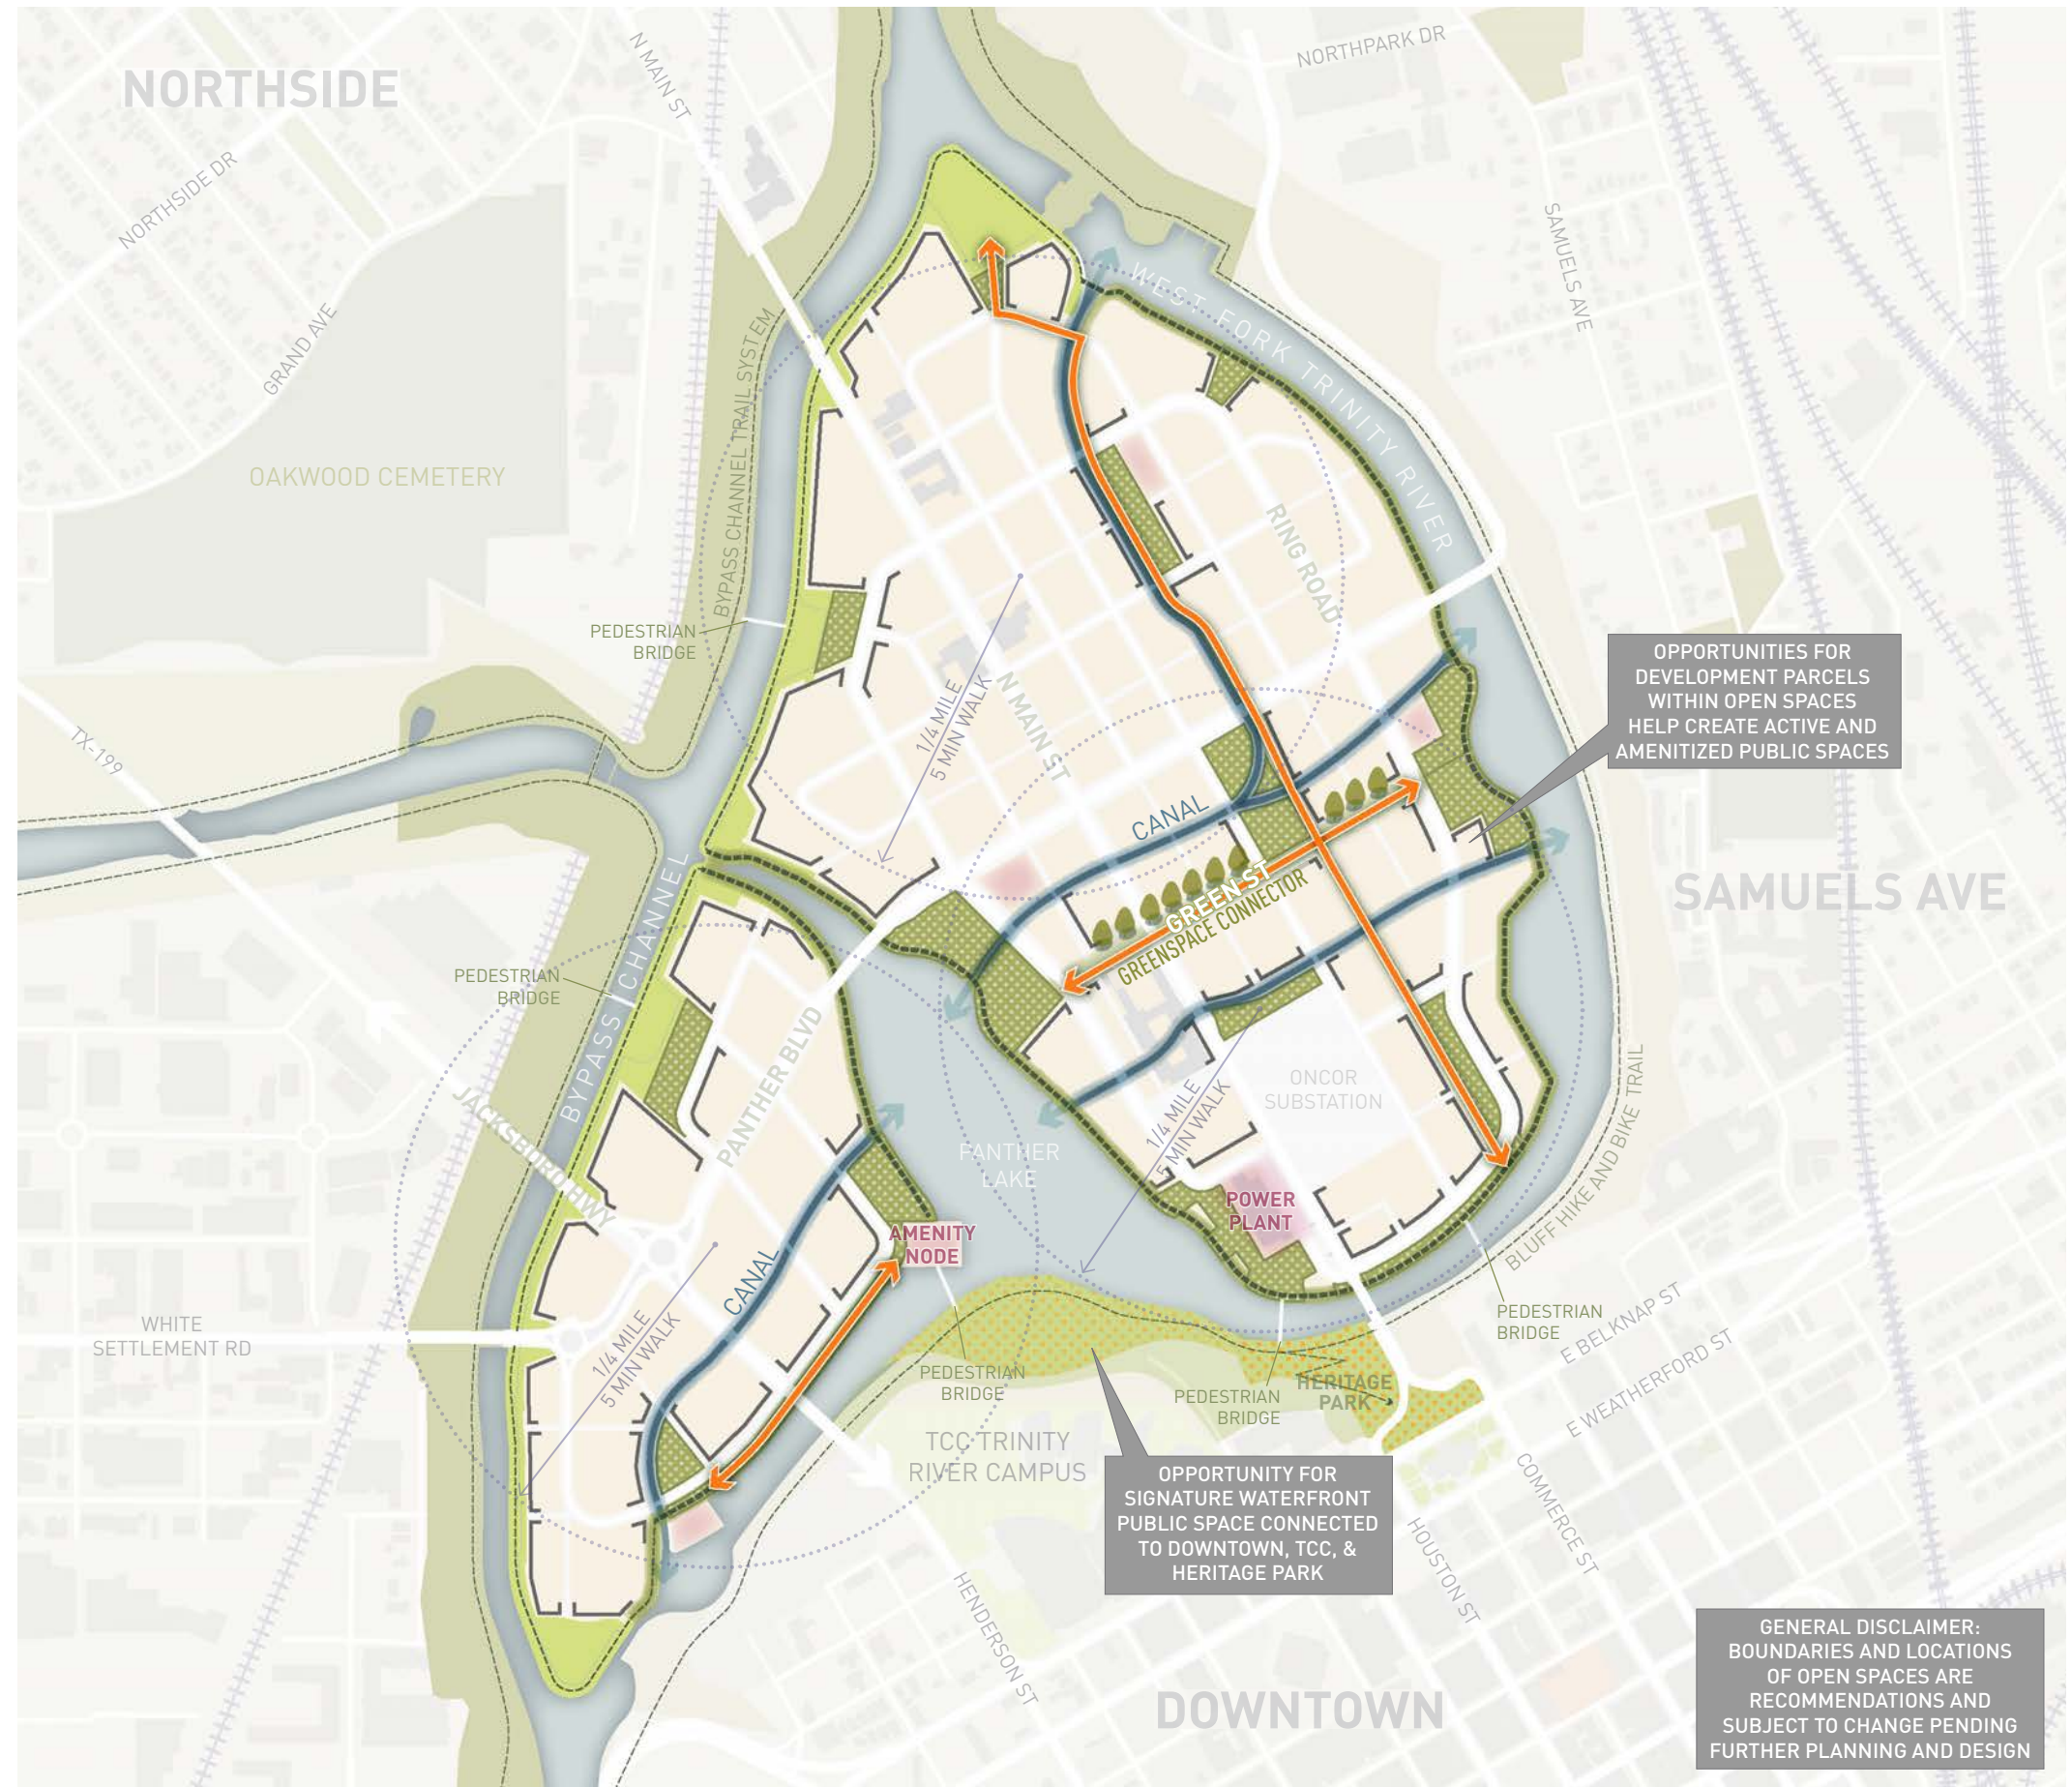 NORTHSIDE
N MAIN ST
NORTHPARK DR
NORTHSIDE DR
SAMUELS AVE
GRAND AVE
WEST FORK TRINITY RIVER
BYPASS CHANNEL TRAIL SYSTEM
OAKWOOD CEMETERY
RING ROAD
PEDESTRIAN
BRIDGE
OPPORTUNITIES FOR
DEVELOPMENT PARCELS
WITHIN OPEN SPACES
HELP CREATE ACTIVE AND
AMENITIZED PUBLIC SPACES
1/4 MILE
5 MIN WALK
N MAIN ST
TX-199
CANAL
GREEN ST
GREENSPACE CONNECTOR
SAMUELS AVE
BYPASS CHANNEL
PEDESTRIAN
BRIDGE
PANTHER BLVD
JACKSBORO FWY
ONCOR
SUBSTATION
1/4 MILE
5 MIN WALK
FANTHER
LAKE
BLUFF HIKE AND BIKE TRAIL
POWER
PLANT
AMENITY
NODE
CANAL
WHITE
SETTLEMENT RD
1/4 MILE
5 MIN WALK
PEDESTRIAN
BRIDGE
E BELKNAP ST
E WEATHERFORD ST
PEDESTRIAN
BRIDGE
PEDESTRIAN
BRIDGE
HERITAGE
PARK
TCC TRINITY
RIVER CAMPUS
OPPORTUNITY FOR
SIGNATURE WATERFRONT
PUBLIC SPACE CONNECTED
TO DOWNTOWN, TCC, &
HERITAGE PARK
COMMERCE ST
HOUSTON ST
HENDERSON ST
DOWNTOWN
GENERAL DISCLAIMER:
BOUNDARIES AND LOCATIONS
OF OPEN SPACES ARE
RECOMMENDATIONS AND
SUBJECT TO CHANGE PENDING
FURTHER PLANNING AND DESIGN